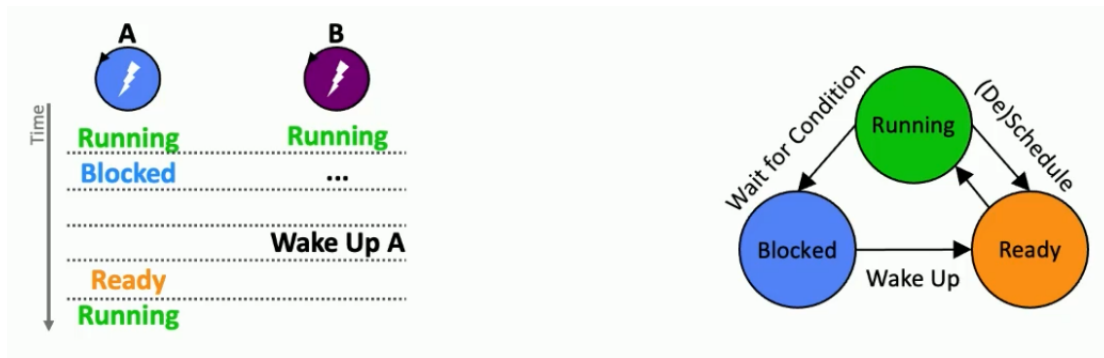 A B
Time
Running Running
Blocked ...
Wake Up A
Ready
Running
Wait for Condition
Running
(De)Schedule
Blocked
Wake Up
Ready